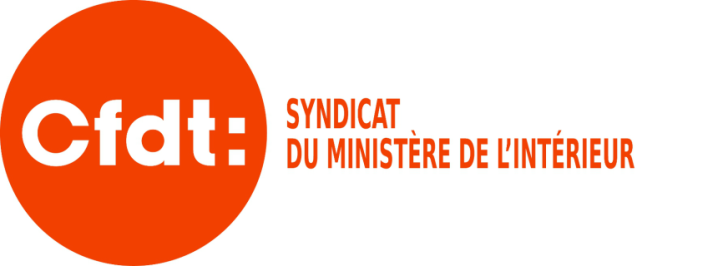 Cfdt:
SYNDICAT
DU MINISTÈRE DE L'INTÉRIEUR